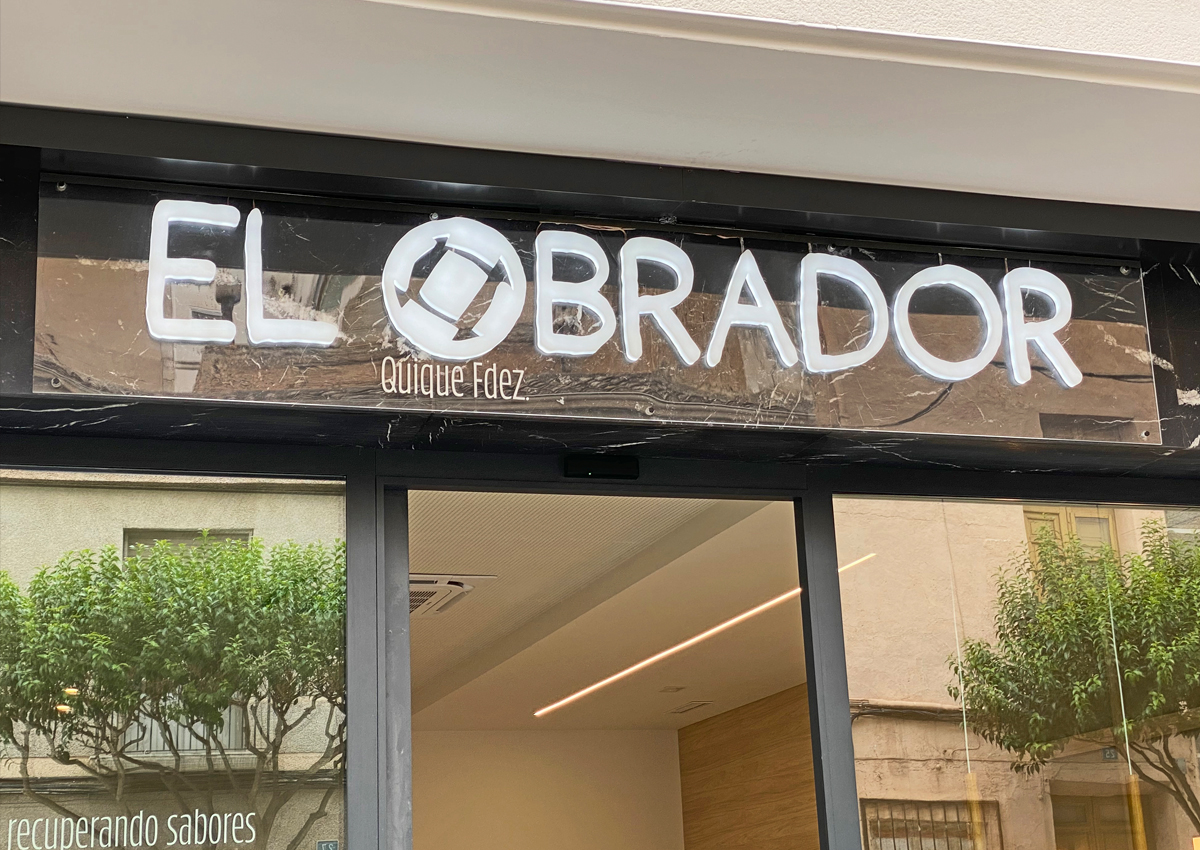 EL OBRADOR
Quique Fdez.
recuperando sabores